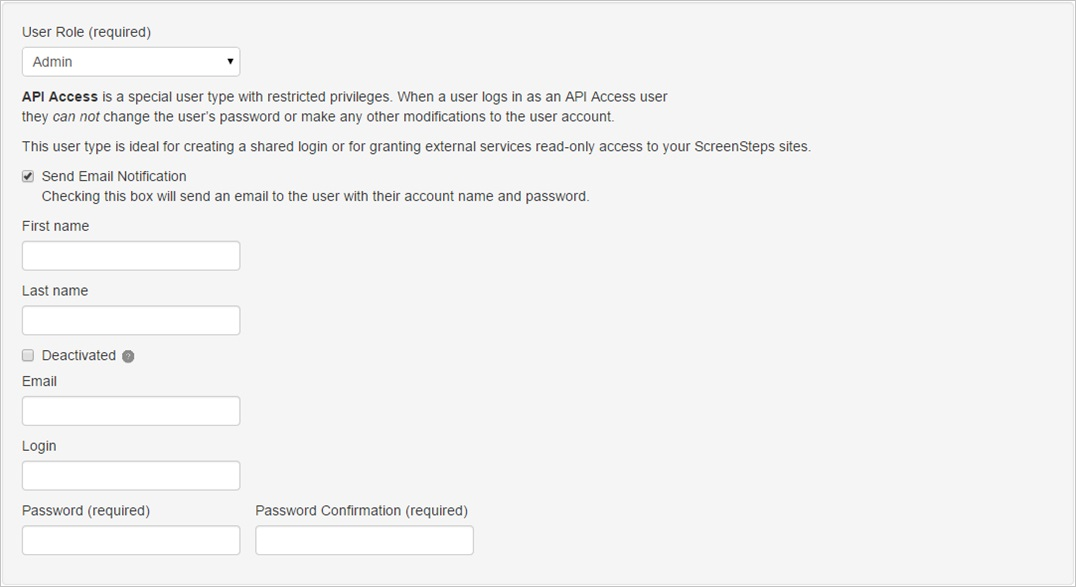 User Role (required)
Admin
API Access is a special user type with restricted privileges. When a user logs in as an API Access user
they can not change the user's password or make any other modifications to the user account.
This user type is ideal for creating a shared login or for granting external services read-only access to your ScreenSteps sites.
Send Email Notification
Checking this box will send an email to the user with their account name and password.
First name
Last name
Deactivated ?
Email
Login
Password (required) Password Confirmation (required)